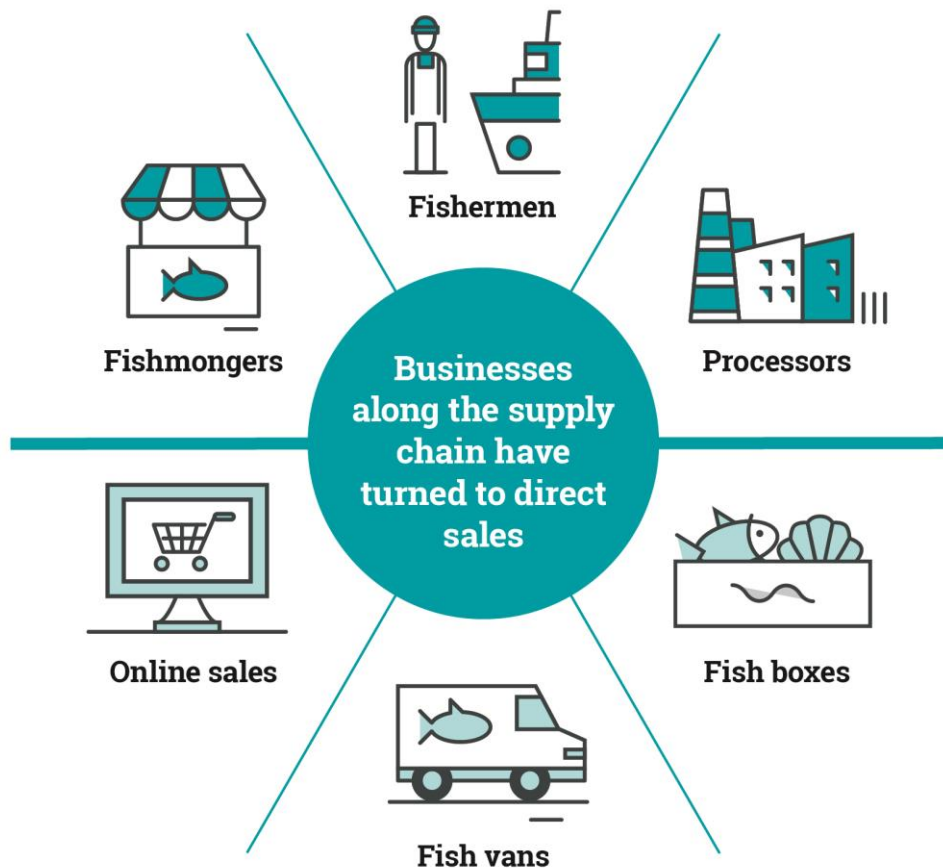 Fishermen
Fishmongers
Processors
Businesses
along the supply
chain have
turned to direct
sales
Online sales
Fish boxes
Fish vans